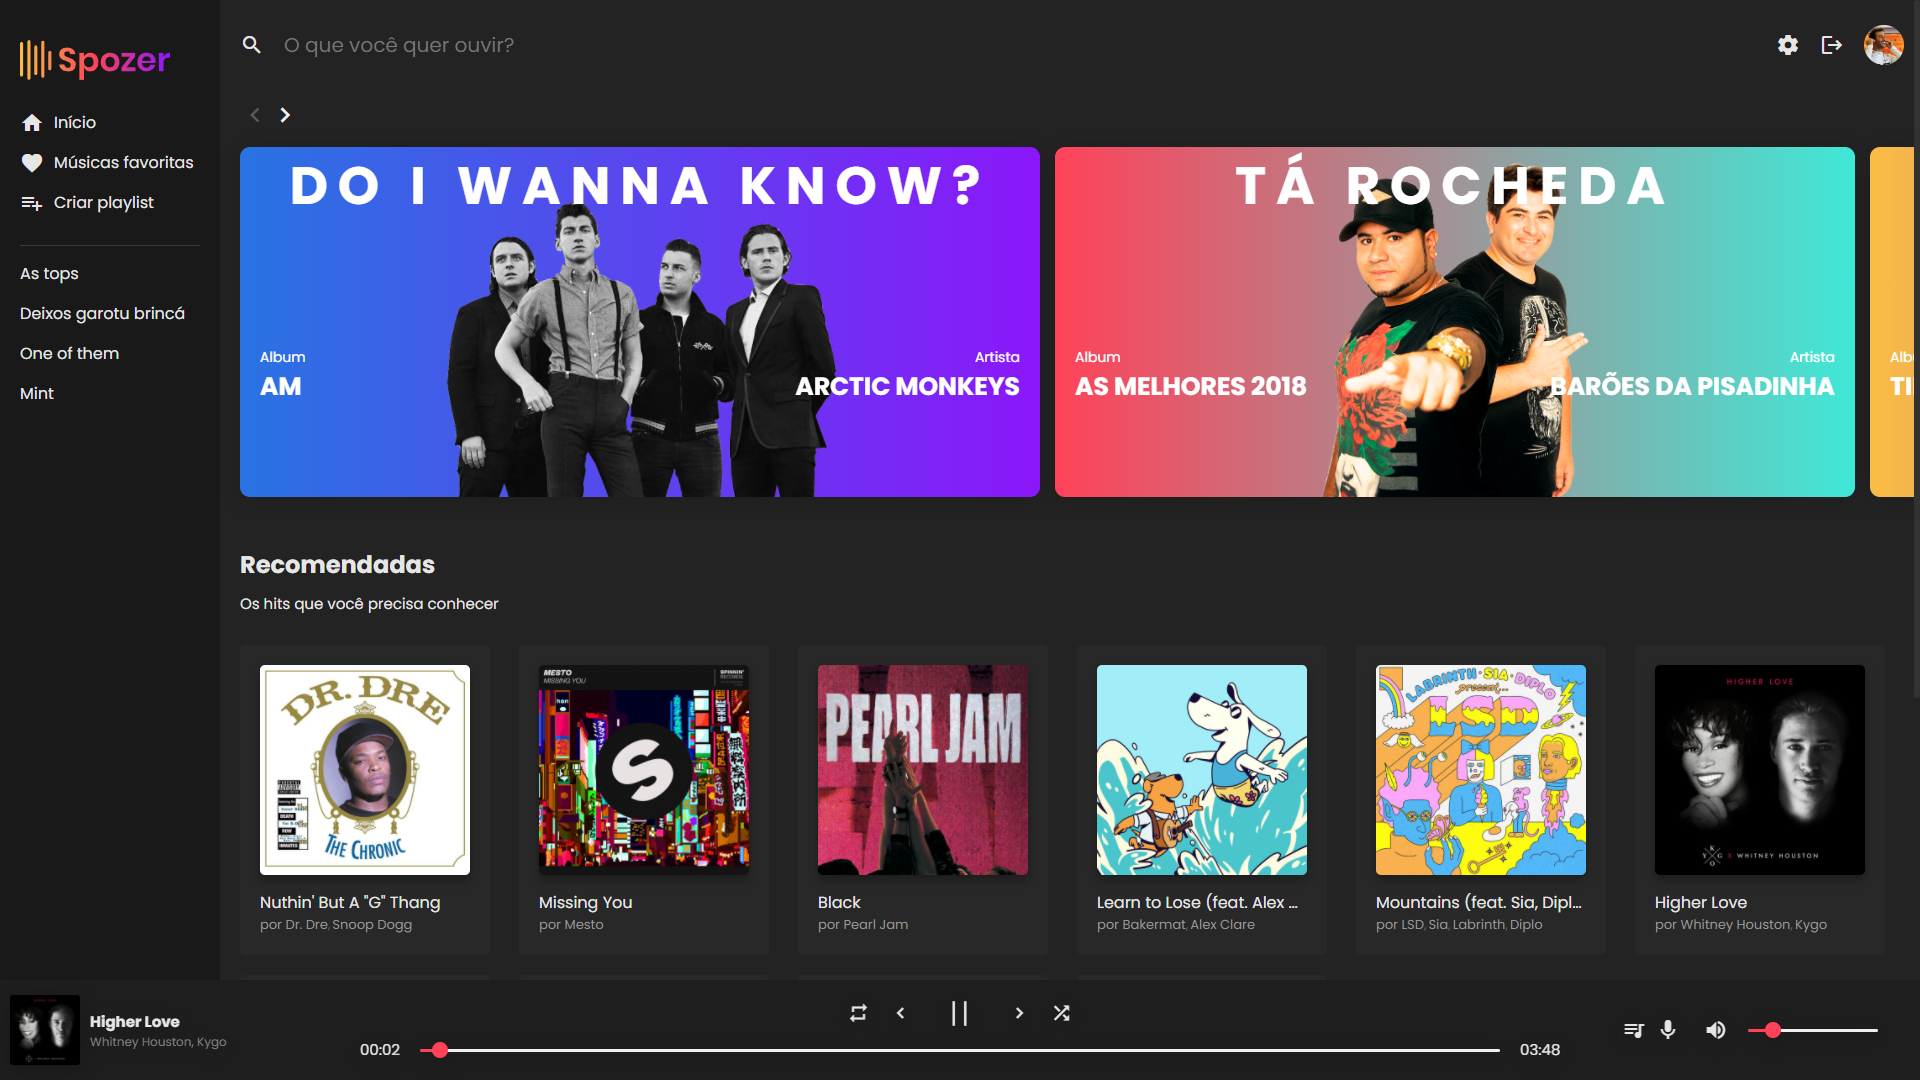 Spozer
Início
Músicas favoritas
Criar playlist
As tops
Deixos garotu brincá
One of them
Mint
O que você quer ouvir?
DO I WANNA KNOW?
Album
AM
Artista
ARCTIC MONKEYS
TÁ ROCHEDA
Album
AS MELHORES 2018
Artista
BARÕES DA PISADINHA
Alb
TI
Recomendadas
Os hits que você precisa conhecer
DR. DRE
THE CHRONIC
Nuthin' But A "G" Thang
por Dr. Dre, Snoop Dogg
MESTO
MISSING YOU
SPINNIN'
RECORDS
Missing You
por Mesto
PEARL JAM
Black
por Pearl Jam
Learn to Lose (feat. Alex ...
por Bakermat, Alex Clare
LABRINTH · SIA · DIPLO
present...
LSD
Mountains (feat. Sia, Dipl...
por LSD, Sia, Labrinth, Diplo
HIGHER LOVE
KYGO X WHITNEY HOUSTON
Higher Love
por Whitney Houston, Kygo
Higher Love
Whitney Houston, Kygo
00:02
03:48